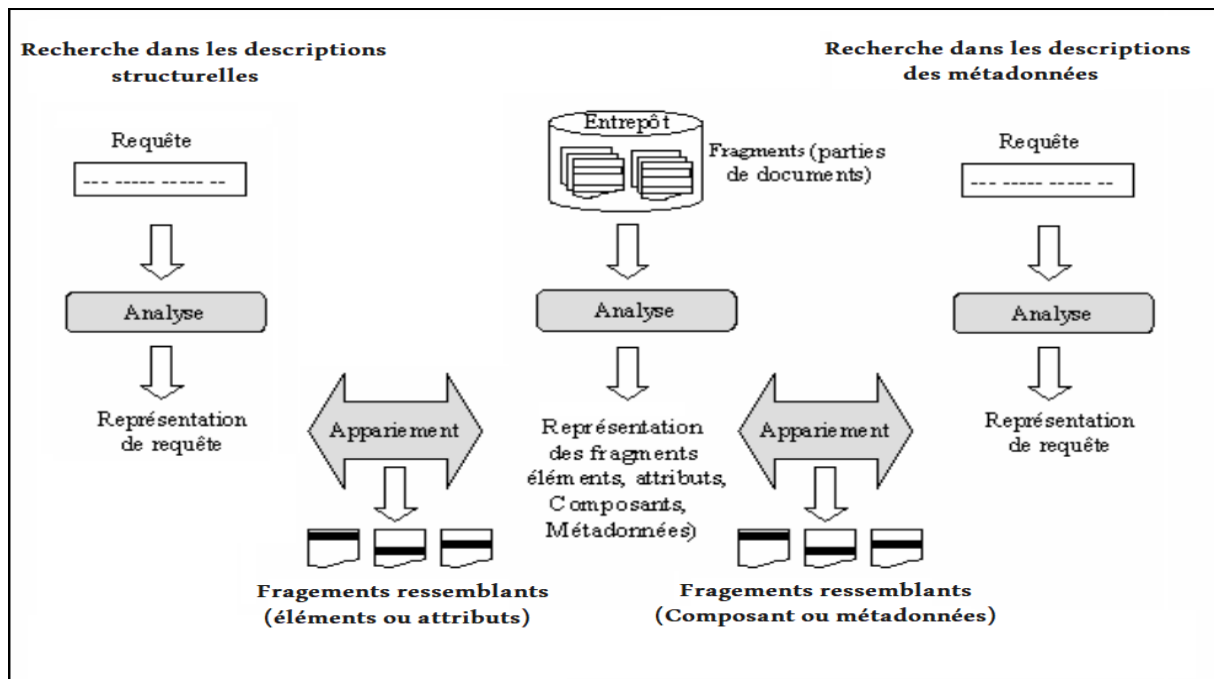 Recherche dans les descriptions
structurelles
Requête
--- ----- ----- --
Analyse
Représentation
de requête
Appariement
Fragements ressemblants
(éléments ou attributs)
Entrepôt
Fragments (parties
de documents)
Analyse
Représentation
des fragments
éléments, attributs,
Composants,
Métadonnées)
Recherche dans les descriptions
des métadonnées
Requête
--- ----- ----- --
Analyse
Représentation
de requête
Appariement
Fragements ressemblants
(Composant ou métadonnées)